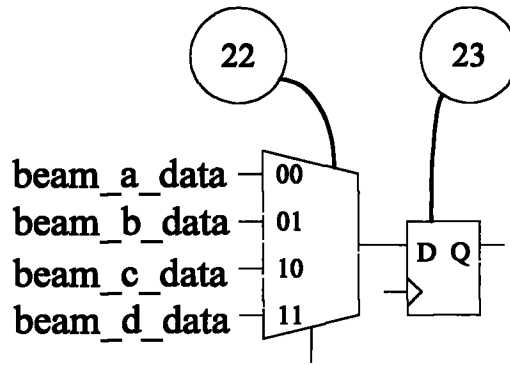 22 23
beam_a_data 00
beam_b_data 01
beam_c_data 10 D Q
beam_d_data 11